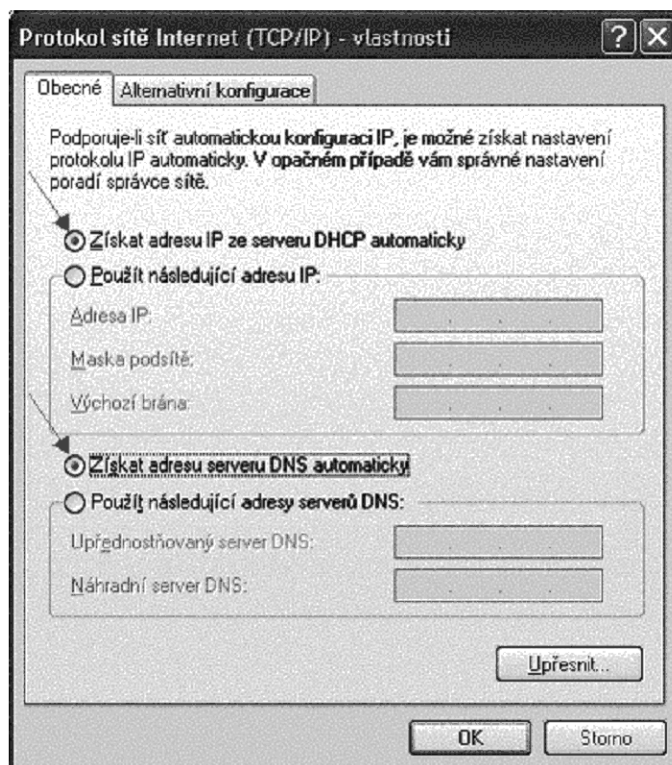 Protokol sítě Internet (TCP/IP) - vlastnosti
Obecné
Alternativní konfigurace
Podporuje-li síť automatickou konfiguraci IP, je možné získat nastavení
protokolu IP automaticky. V opačném případě vám správné nastavení
poradí správce sítě.
Získat adresu IP ze serveru DHCP automaticky
Použít následující adresu IP:
Adresa IP:
Maska podsítě:
Výchozí brána:
Získat adresu serveru DNS automaticky
Použít následující adresy serverů DNS:
Upřednostňovaný server DNS:
Náhradní server DNS:
Upřesnit...
OK
Storno